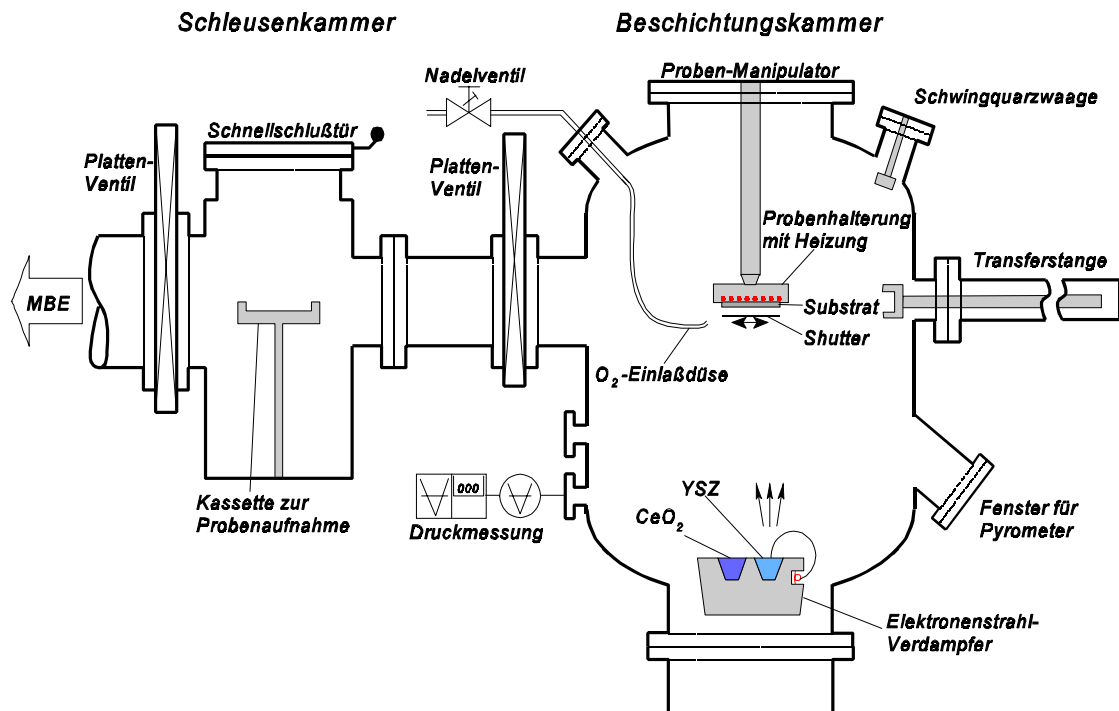 Schleusenkammer
Beschichtungskammer
Nadelventil
Proben-Manipulator
Schwingquarzwaage
Schnellschlußtür
Platten-
Ventil
Platten-
Ventil
Probenhalterung
mit Heizung
Transferstange
MBE
Substrat
Shutter
O2-Einlaßdüse
Kassette zur
Probenaufnahme
000
Druckmessung
YSZ
CeO2
Fenster für
Pyrometer
Elektronenstrahl-
Verdampfer